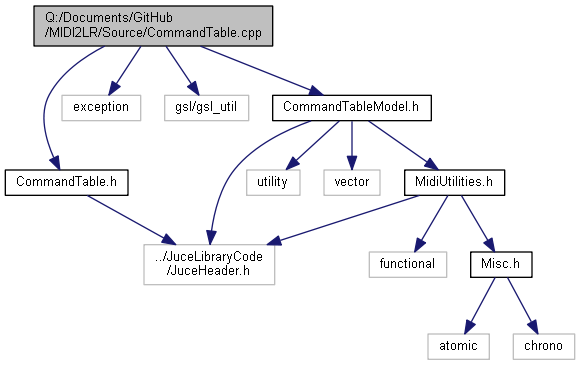 Q:/Documents/GitHub
/MIDI2LR/Source/CommandTable.cpp
exception
gsl/gsl_util
CommandTableModel.h
CommandTable.h
utility
vector
MidiUtilities.h
../JuceLibraryCode
/JuceHeader.h
functional
Misc.h
atomic
chrono